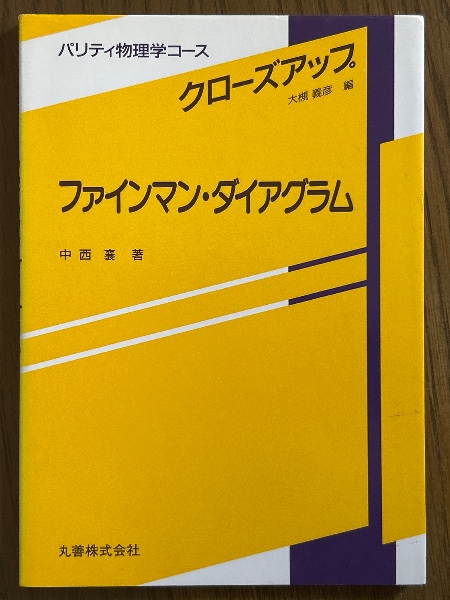 パリティ物理学コース
クローズアップ
大槻義彦 編
ファインマン・ダイアグラム
中西 襄 著
丸善株式会社